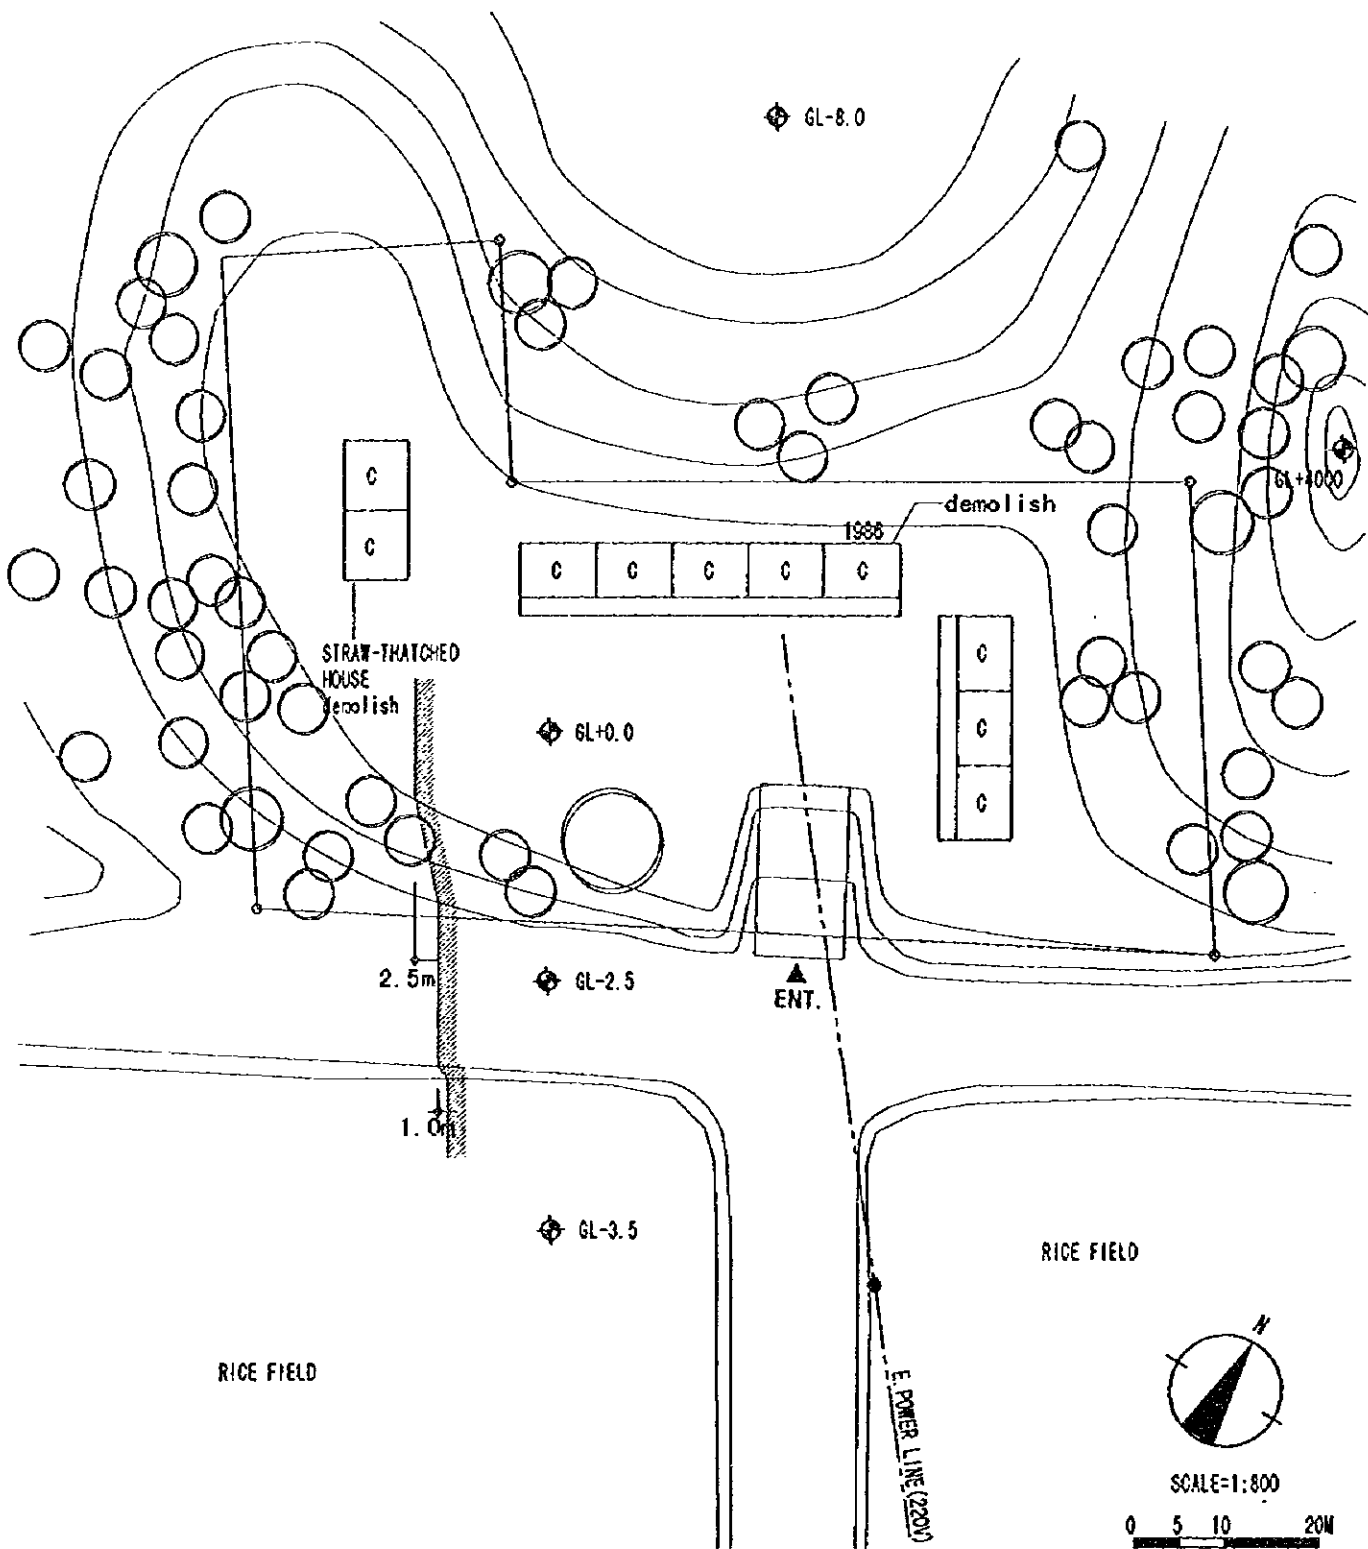 GL-8.0
GL+4000
demolish
1986
C
C
C
C
C
C
C
C
C
C
STRAW-THATCHED
HOUSE
demolish
GL+0.0
2.5m
GL-2.5
ENT.
1.0m
GL-3.5
RICE FIELD
RICE FIELD
E.POWER LINE(220V)
N
SCALE=1:800
0 5 10 20M